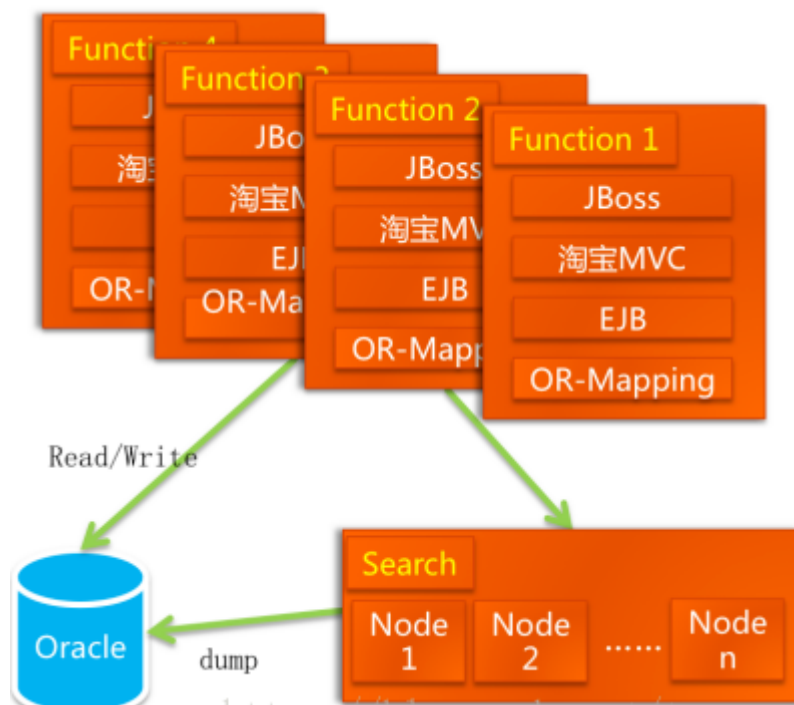 Function 4
Function 3
Function 2
Function 1
JBo
JBoss
JBoss
淘
淘宝M
淘宝MV
淘宝MVC
EJ
EJB
EJB
OR-M
OR-Ma
OR-Mapp
OR-Mapping
Read/Write
Search
Node 1
Node 2
......
Node n
Oracle
dump